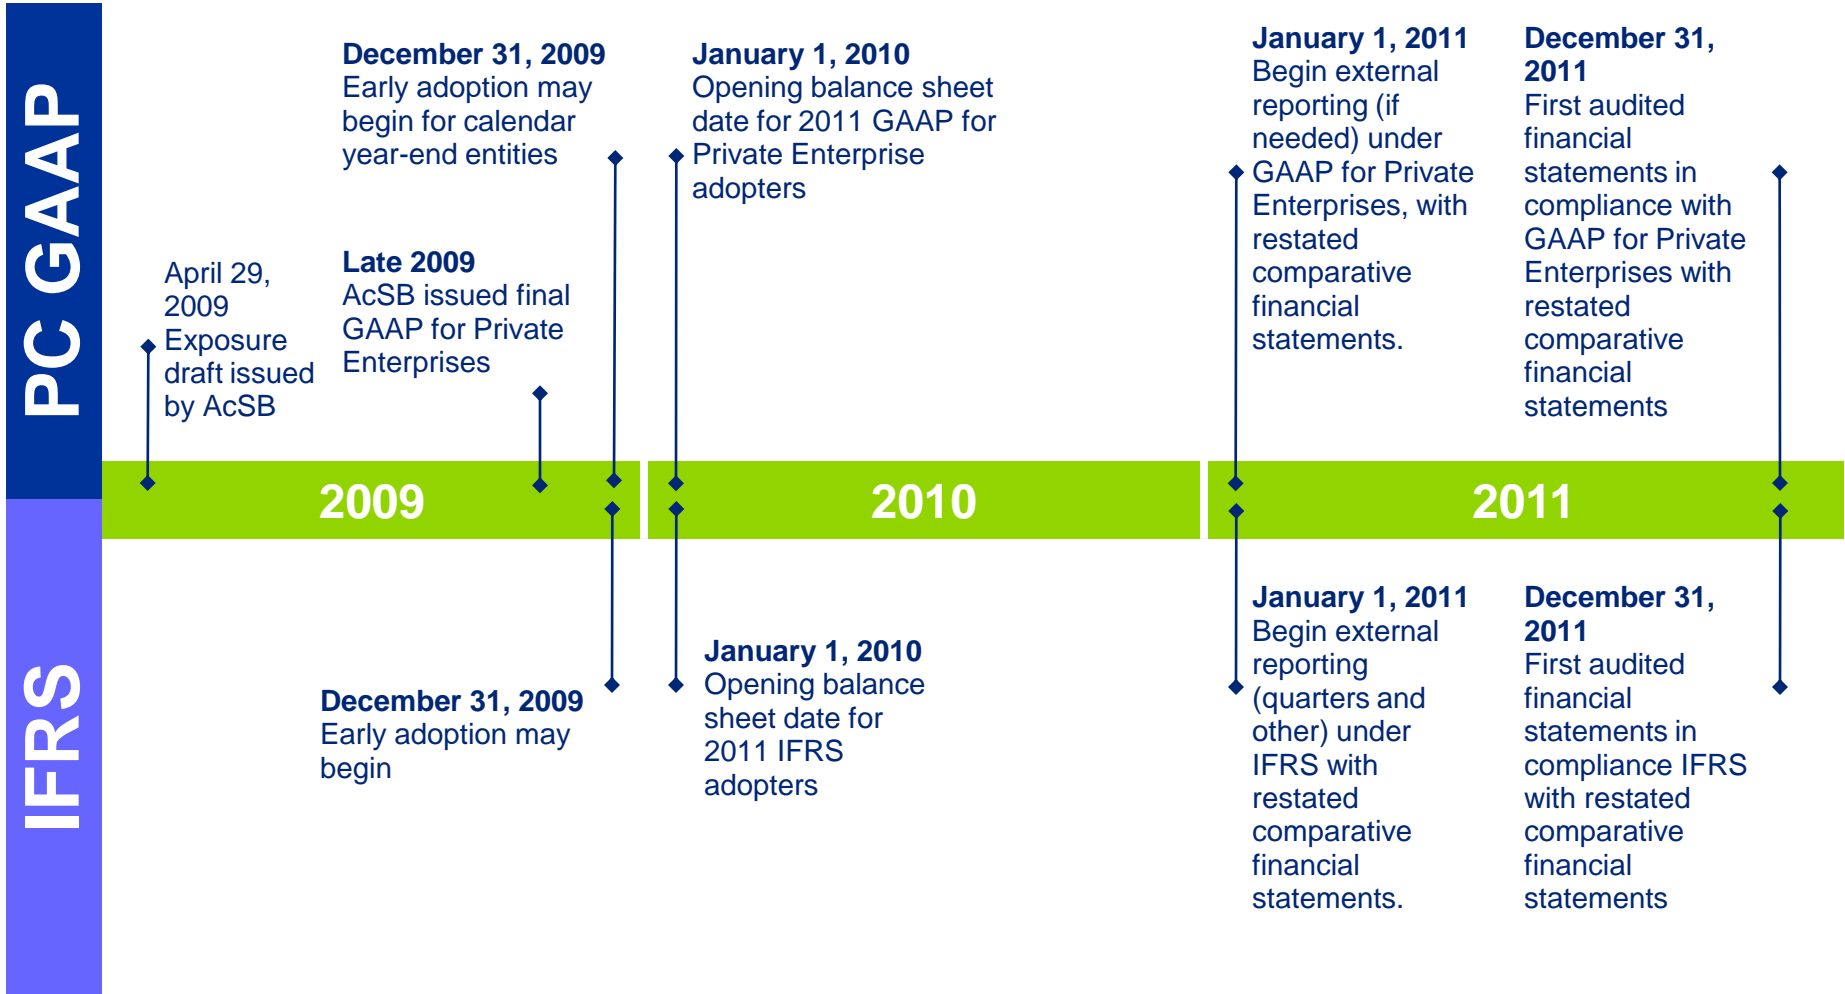 PC GAAP
April 29,
2009
Exposure
draft issued
by AcSB
December 31, 2009
Early adoption may
begin for calendar
year-end entities
Late 2009
AcSB issued final
GAAP for Private
Enterprises
January 1, 2010
Opening balance sheet
date for 2011 GAAP for
Private Enterprise
adopters
January 1, 2011
Begin external
reporting (if
needed) under
GAAP for Private
Enterprises, with
restated
comparative
financial
statements.
December 31,
2011
First audited
financial
statements in
compliance with
GAAP for Private
Enterprises with
restated
comparative
financial
statements
2009
2010
2011
IFRS
December 31, 2009
Early adoption may
begin
January 1, 2010
Opening balance
sheet date for
2011 IFRS
adopters
January 1, 2011
Begin external
reporting
(quarters and
other) under
IFRS with
restated
comparative
financial
statements.
December 31,
2011
First audited
financial
statements in
compliance IFRS
with restated
comparative
financial
statements